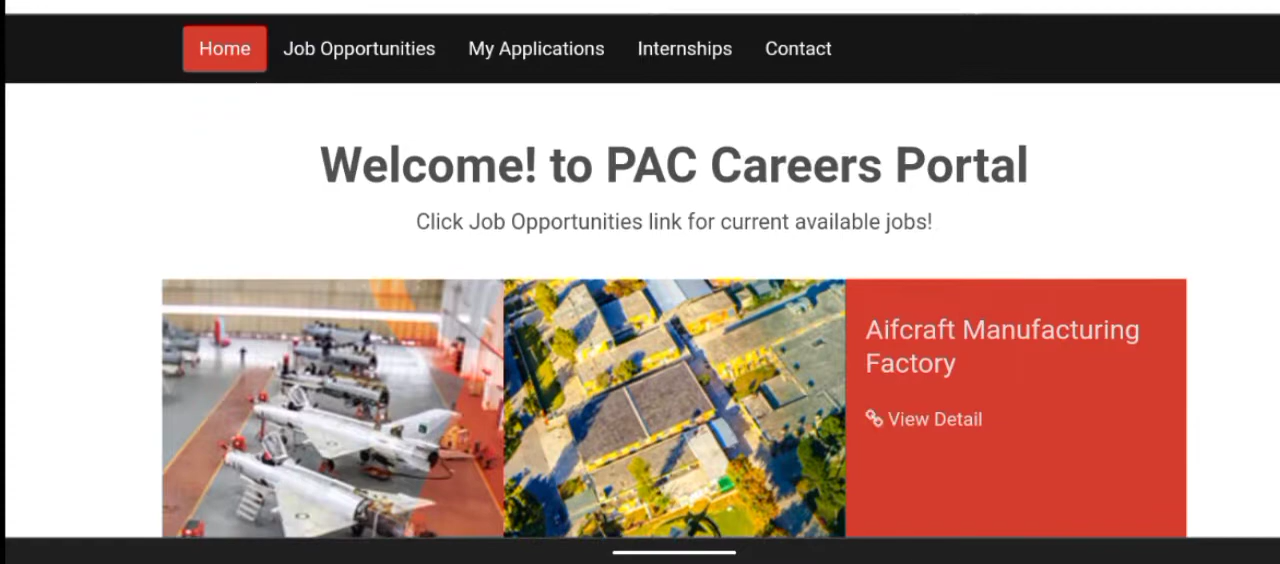 Home Job Opportunities My Applications Internships Contact
Welcome! to PAC Careers Portal
Click Job Opportunities link for current available jobs!
Aifcraft Manufacturing
Factory
View Detail